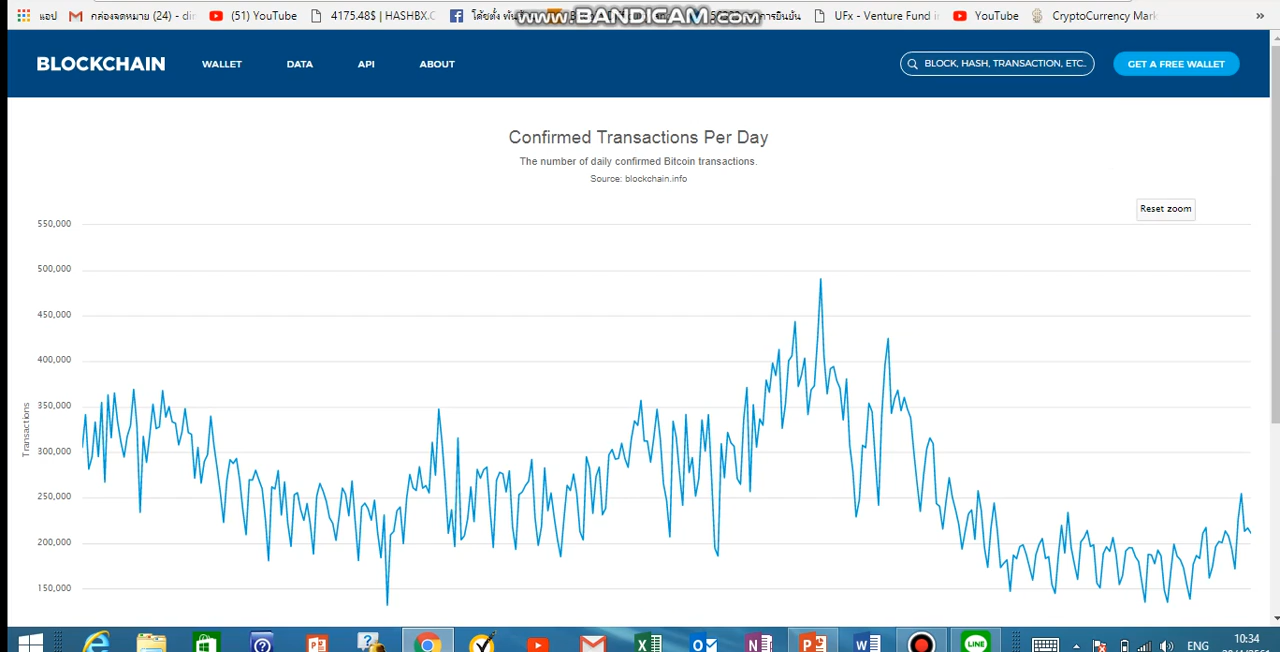 แอป กล่องจดหมาย (24) - din (51) YouTube 4175.48$ | HASHBX.C UFx - Venture Fund in YouTube CryptoCurrency Mark »
www.BANDICAM.com
BLOCKCHAIN WALLET DATA API ABOUT BLOCK, HASH, TRANSACTION, ETC. GET A FREE WALLET
Confirmed Transactions Per Day
The number of daily confirmed Bitcoin transactions.
Source: blockchain.info
Reset zoom
550,000
500,000
450,000
400,000
350,000
300,000
250,000
200,000
150,000
Transactions
ENG 10:34